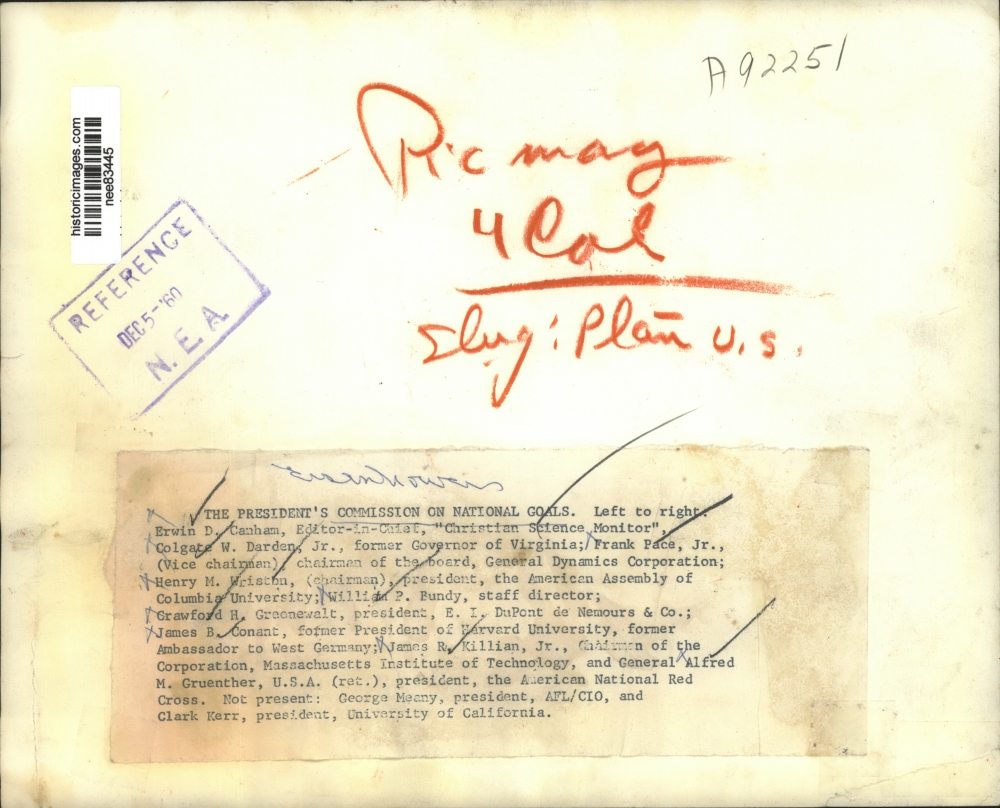 A92251
historicimages.com
nee83445
Pic mag
4 Col
REFERENCE
DEC 5-'60
N. E. A
Slug: Plan U.S.
Eisenhowers
THE PRESIDENT'S COMMISSION ON NATIONAL GOALS. Left to right:
Erwin D. Canham, Editor-in-Chief, "Christian Science Monitor",
Colgate W. Darden, Jr., former Governor of Virginia; Frank Pace, Jr.,
(Vice chairman), chairman of the board, General Dynamics Corporation;
Henry M. Wriston, (chairman), president, the American Assembly of
Columbia University; William P. Bundy, staff director;
Crawford H. Greenewalt, president, E. I. DuPont de Nemours & Co.;
James B. Conant, former President of Harvard University, former
Ambassador to West Germany; James R. Killian, Jr., Chairman of the
Corporation, Massachusetts Institute of Technology, and General Alfred
M. Gruenther, U.S.A. (ret.), president, the American National Red
Cross. Not present: George Meany, president, AFL/CIO, and
Clark Kerr, president, University of California.